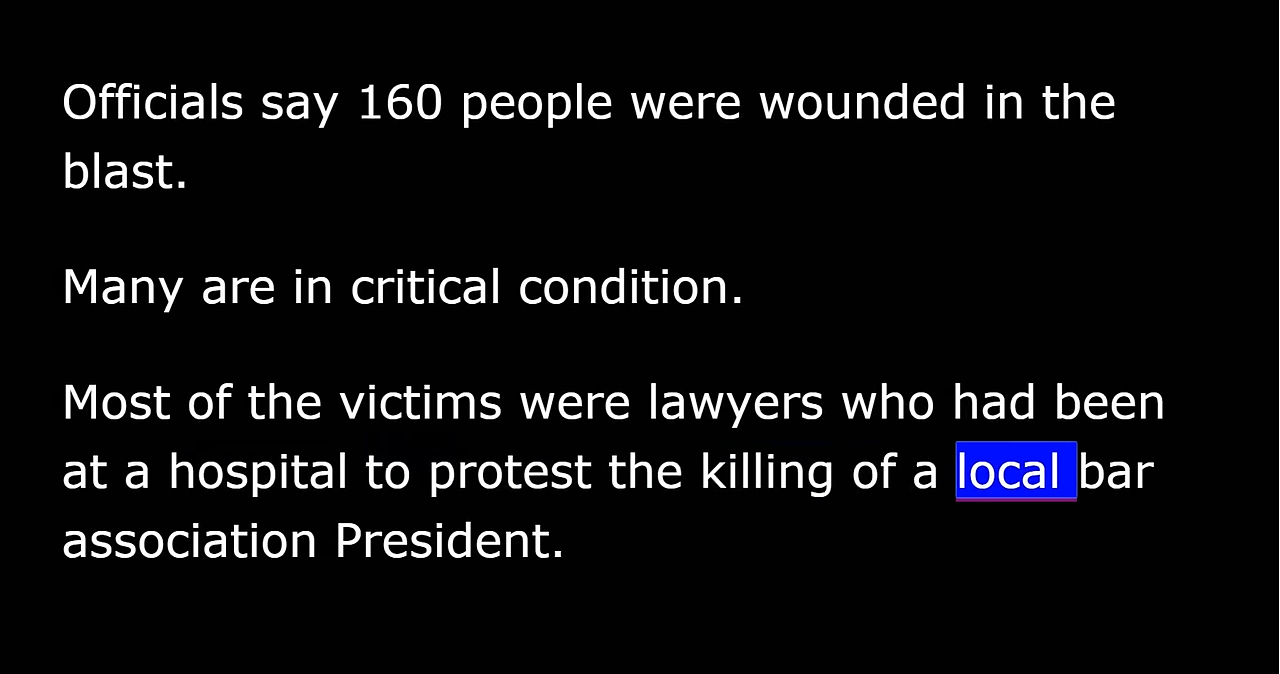 Officials say 160 people were wounded in the
blast.
Many are in critical condition.
Most of the victims were lawyers who had been
at a hospital to protest the killing of a local bar
association President.